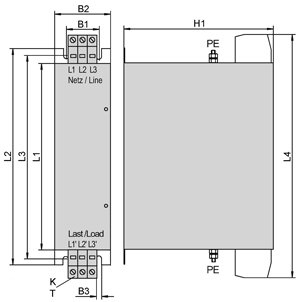 B2
B1
H1
L1 L2 L3
Netz / Line
PE
L2
L3
L1
L4
Last/Load
L1' L2' L3'
PE
K
T
B3